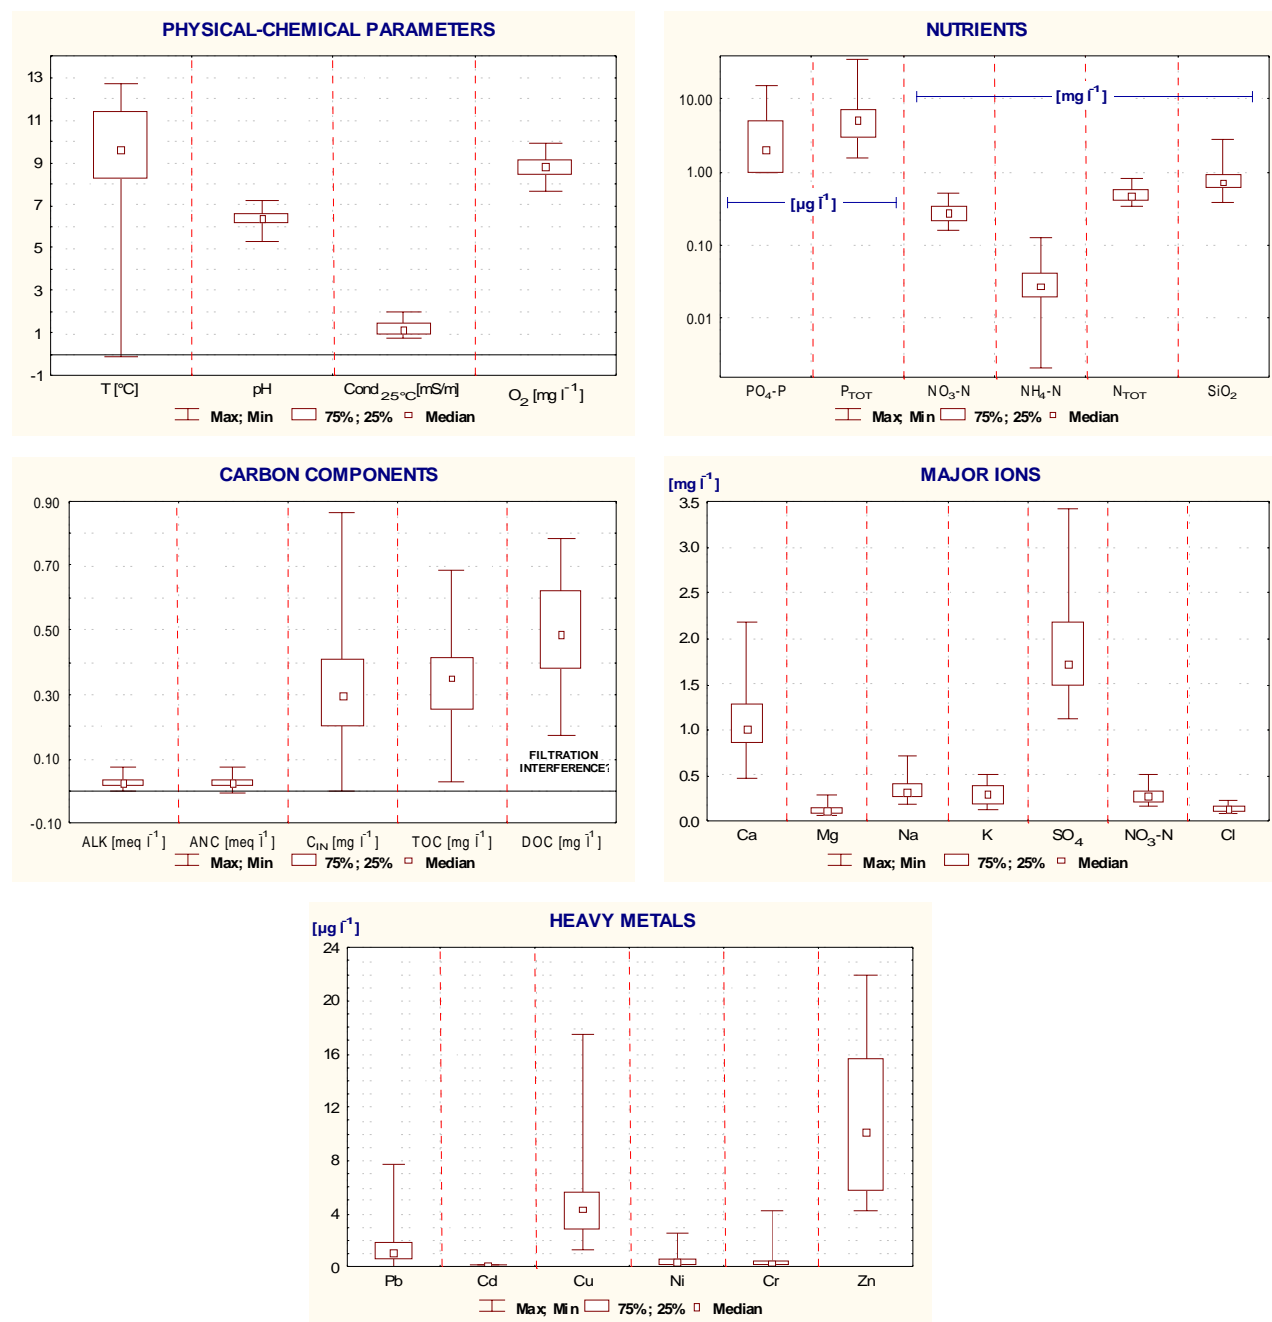 PHYSICAL-CHEMICAL PARAMETERS
13
11
9
7
5
3
1
-1
T [°C] pH Cond25°C[mS/m] O2 [mg l-1]
Max; Min 75%; 25% Median
NUTRIENTS
10.00
1.00
0.10
0.01
[mg l-1]
[µg l-1]
PO4-P PTOT NO3-N NH4-N NTOT SiO2
Max; Min 75%; 25% Median
CARBON COMPONENTS
0.90
0.70
0.50
0.30
0.10
-0.10
FILTRATION
INTERFERENCE?
ALK [meq l-1] ANC [meq l-1] CIN [mg l-1] TOC [mg l-1] DOC [mg l-1]
Max; Min 75%; 25% Median
MAJOR IONS
[mg l-1]
3.5
3.0
2.5
2.0
1.5
1.0
0.5
0.0
Ca Mg Na K SO4 NO3-N Cl
Max; Min 75%; 25% Median
HEAVY METALS
[µg l-1]
24
20
16
12
8
4
0
Pb Cd Cu Ni Cr Zn
Max; Min 75%; 25% Median